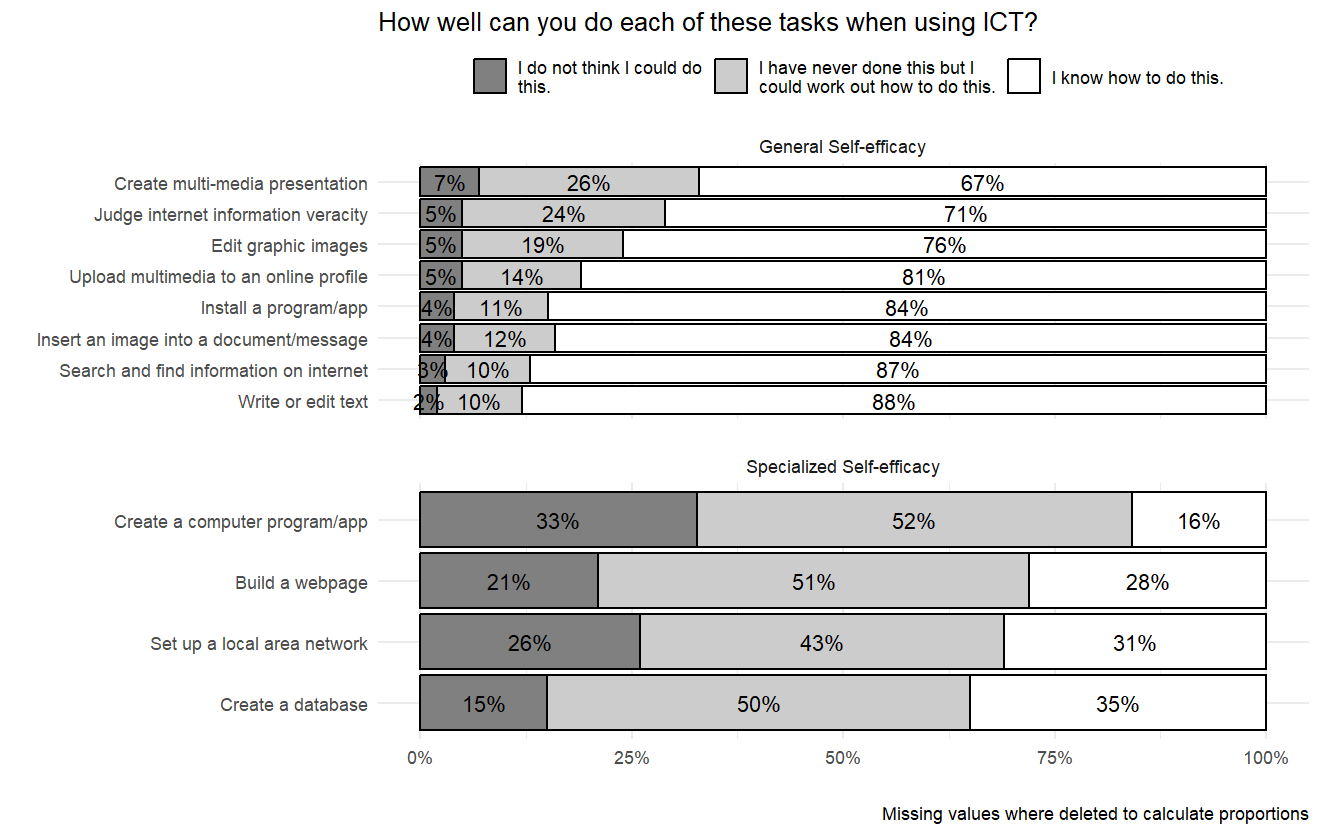 How well can you do each of these tasks when using ICT?
I do not think I could do
this.
I have never done this but I
could work out how to do this.
I know how to do this.
General Self-efficacy
Create multi-media presentation 7% 26% 67%
Judge internet information veracity 5% 24% 71%
Edit graphic images 5% 19% 76%
Upload multimedia to an online profile 5% 14% 81%
Install a program/app 4% 11% 84%
Insert an image into a document/message 4% 12% 84%
Search and find information on internet 3% 10% 87%
Write or edit text 2% 10% 88%
Specialized Self-efficacy
Create a computer program/app 33% 52% 16%
Build a webpage 21% 51% 28%
Set up a local area network 26% 43% 31%
Create a database 15% 50% 35%
0% 25% 50% 75% 100%
Missing values where deleted to calculate proportions